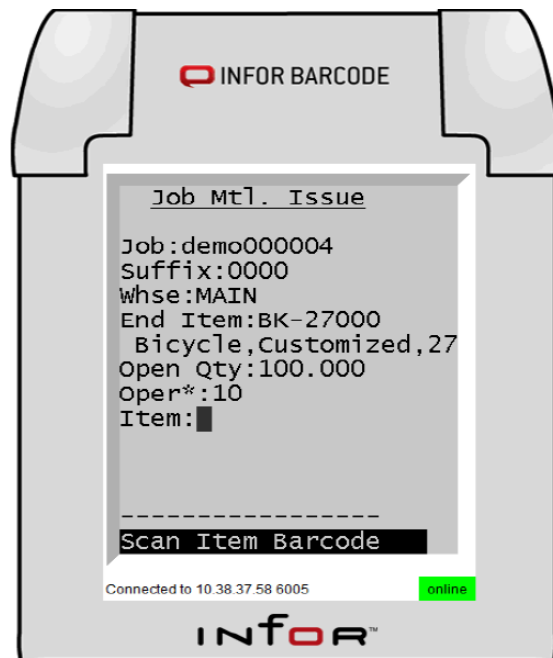 INFOR BARCODE
Job Mtl. Issue
Job:demo000004
Suffix:0000
Whse:MAIN
End Item:BK-27000
Bicycle,Customized,27
Open Qty:100.000
Oper*:10
Item:
-----------------
Scan Item Barcode
Connected to 10.38.37.58 6005
online
infor™